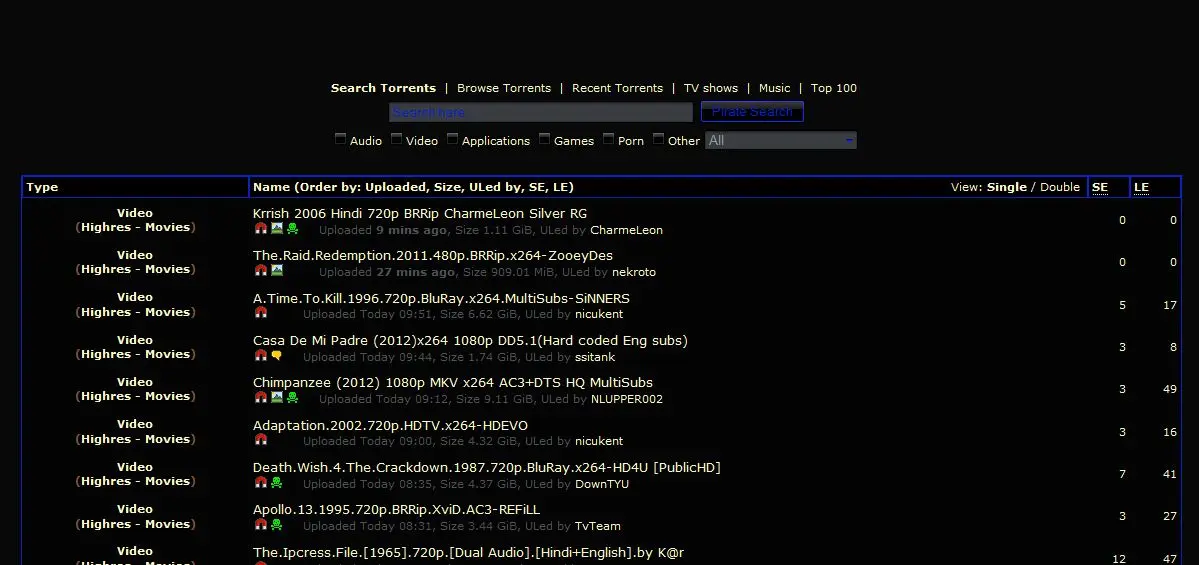 Search Torrents | Browse Torrents | Recent Torrents | TV shows | Music | Top 100
Search here Pirate Search
Audio Video Applications Games Porn Other All
Type Name (Order by: Uploaded, Size, ULed by, SE, LE) View: Single / Double SE LE
Video Krrish 2006 Hindi 720p BRRip CharmeLeon Silver RG 0 0
(Highres - Movies) Uploaded 9 mins ago, Size 1.11 GiB, ULed by CharmeLeon
Video The.Raid.Redemption.2011.480p.BRRip.x264-ZooeyDes 0 0
(Highres - Movies) Uploaded 27 mins ago, Size 909.01 MiB, ULed by nekroto
Video A.Time.To.Kill.1996.720p.BluRay.x264.MultiSubs-SiNNERS 5 17
(Highres - Movies) Uploaded Today 09:51, Size 6.62 GiB, ULed by nicukent
Video Casa De Mi Padre (2012)x264 1080p DD5.1(Hard coded Eng subs) 3 8
(Highres - Movies) Uploaded Today 09:44, Size 1.74 GiB, ULed by ssitank
Video Chimpanzee (2012) 1080p MKV x264 AC3+DTS HQ MultiSubs 3 49
(Highres - Movies) Uploaded Today 09:12, Size 9.11 GiB, ULed by NLUPPER002
Video Adaptation.2002.720p.HDTV.x264-HDEVO 3 16
(Highres - Movies) Uploaded Today 09:00, Size 4.32 GiB, ULed by nicukent
Video Death.Wish.4.The.Crackdown.1987.720p.BluRay.x264-HD4U [PublicHD] 7 41
(Highres - Movies) Uploaded Today 08:35, Size 4.37 GiB, ULed by DownTYU
Video Apollo.13.1995.720p.BRRip.XviD.AC3-REFiLL 3 27
(Highres - Movies) Uploaded Today 08:31, Size 3.44 GiB, ULed by TvTeam
Video The.Ipcress.File.[1965].720p.[Dual Audio].[Hindi+English].by K@r 12 47